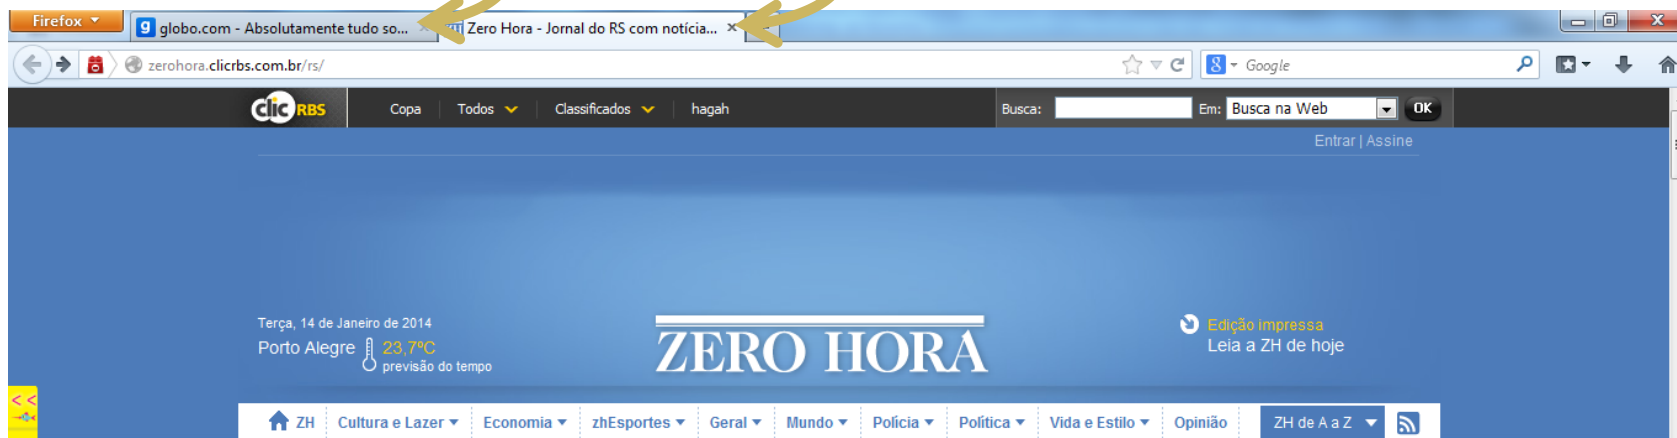 Firefox
g globo.com - Absolutamente tudo so...
Zero Hora - Jornal do RS com notícia...
zerohora.clicrbs.com.br/rs/
8 Google
clic RBS Copa Todos Classificados hagah Busca: Em: Busca na Web OK
Entrar | Assine
Terça, 14 de Janeiro de 2014
Porto Alegre 23,7ºC
previsão do tempo
ZERO HORA
Edição impressa
Leia a ZH de hoje
<<
ZH Cultura e Lazer Economia zhEsportes Geral Mundo Polícia Política Vida e Estilo Opinião ZH de A a Z